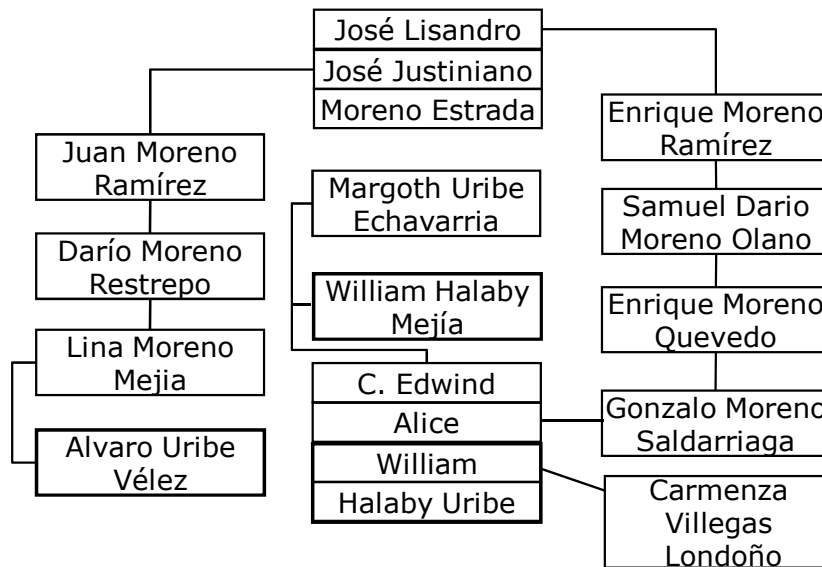 José Lisandro
José Justiniano
Moreno Estrada
Juan Moreno
Ramírez
Darío Moreno
Restrepo
Lina Moreno
Mejia
Alvaro Uribe
Vélez
Margoth Uribe
Echavarria
William Halaby
Mejía
C. Edwind
Alice
William
Halaby Uribe
Enrique Moreno
Ramírez
Samuel Dario
Moreno Olano
Enrique Moreno
Quevedo
Gonzalo Moreno
Saldarriaga
Carmenza
Villegas
Londoño